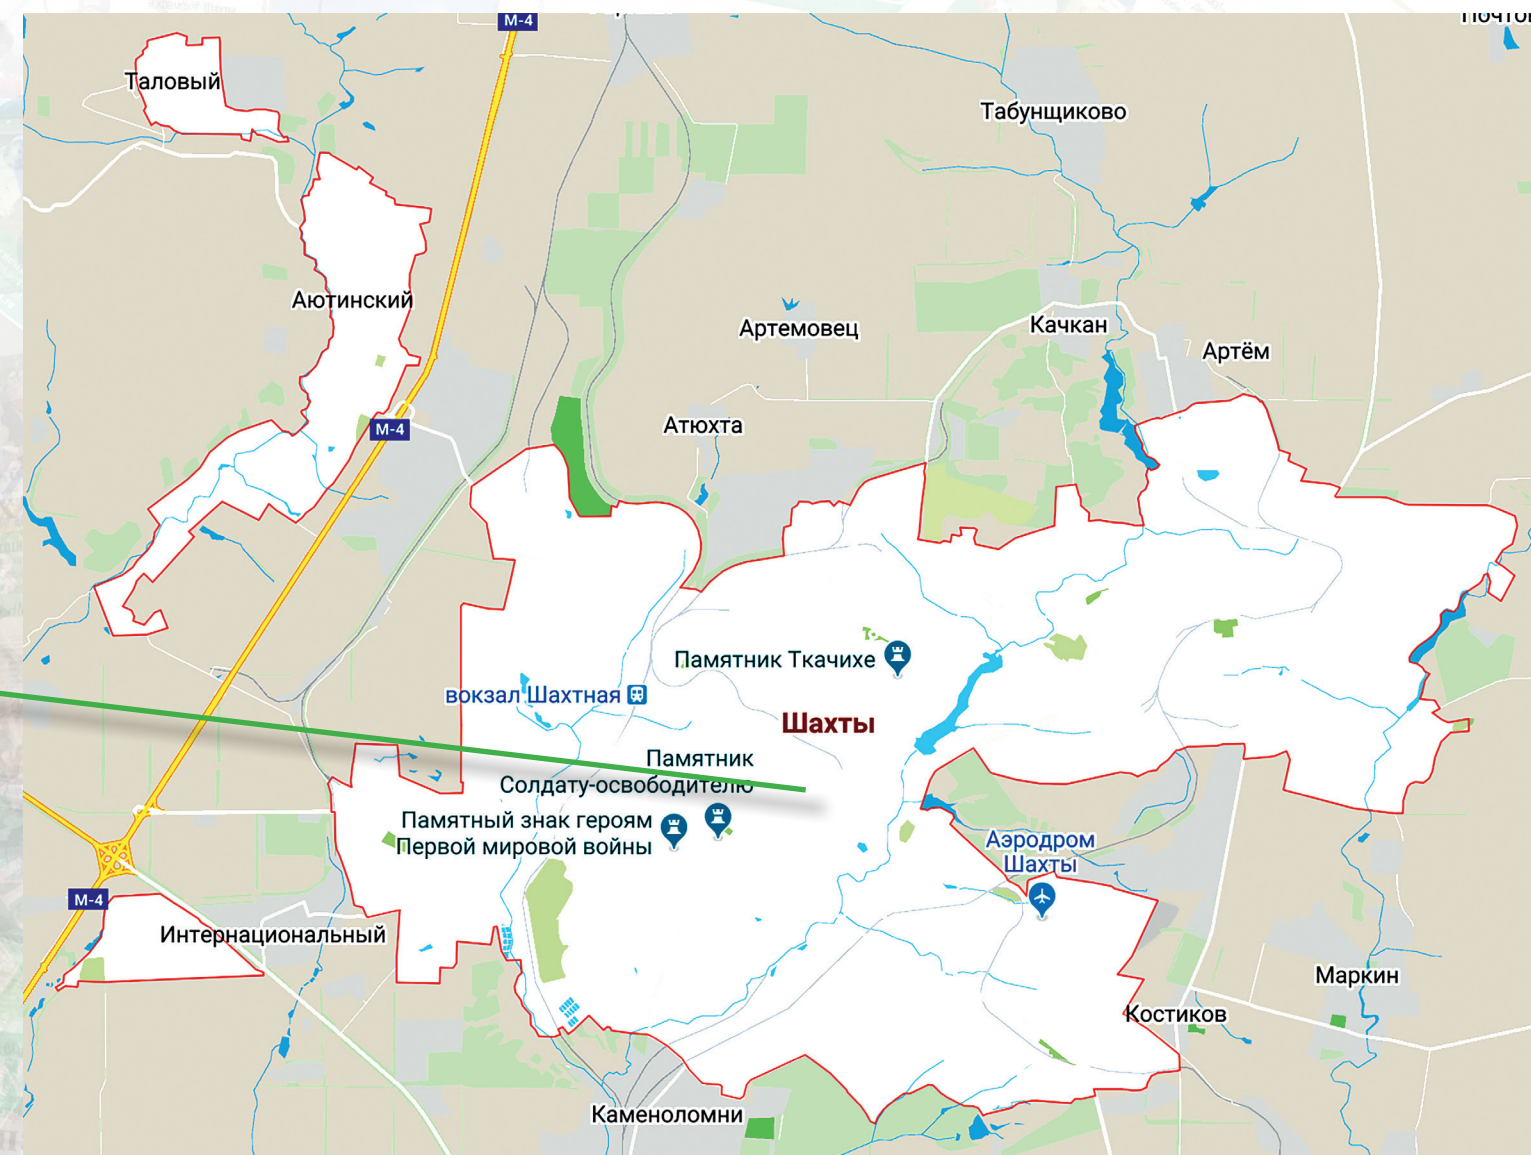 М-4
Таловый
Табунщиково
Аютинский
Артемовец
Качкан
Артём
М-4
Атюхта
Памятник Ткачихе
вокзал Шахтная
Шахты
Памятник
Солдату-освободителю
Памятный знак героям
Первой мировой войны
Аэродром
Шахты
М-4
Интернациональный
Маркин
Костиков
Каменоломни